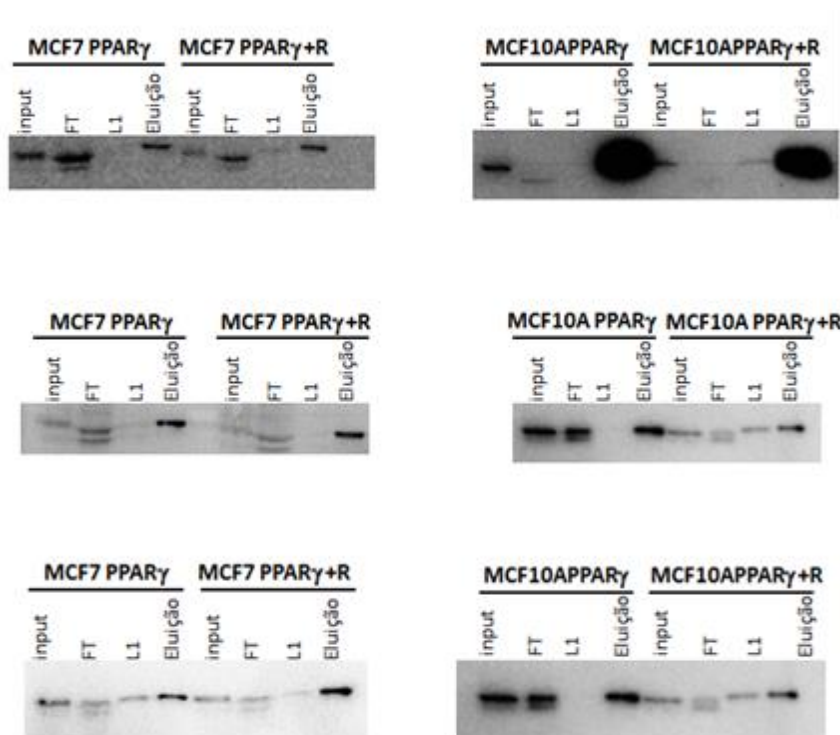 MCF7 PPARγ MCF7 PPARγ+R
input FT L1 Eluição input FT L1 Eluição
MCF10APPARγ MCF10APPARγ+R
input FT L1 Eluição input FT L1 Eluição
MCF7 PPARγ MCF7 PPARγ+R
input FT L1 Eluição input FT L1 Eluição
MCF10A PPARγ MCF10A PPARγ+R
input FT L1 Eluição input FT L1 Eluição
MCF7 PPARγ MCF7 PPARγ+R
input FT L1 Eluição input FT L1 Eluição
MCF10APPARγ MCF10APPARγ+R
input FT L1 Eluição input FT L1 Eluição